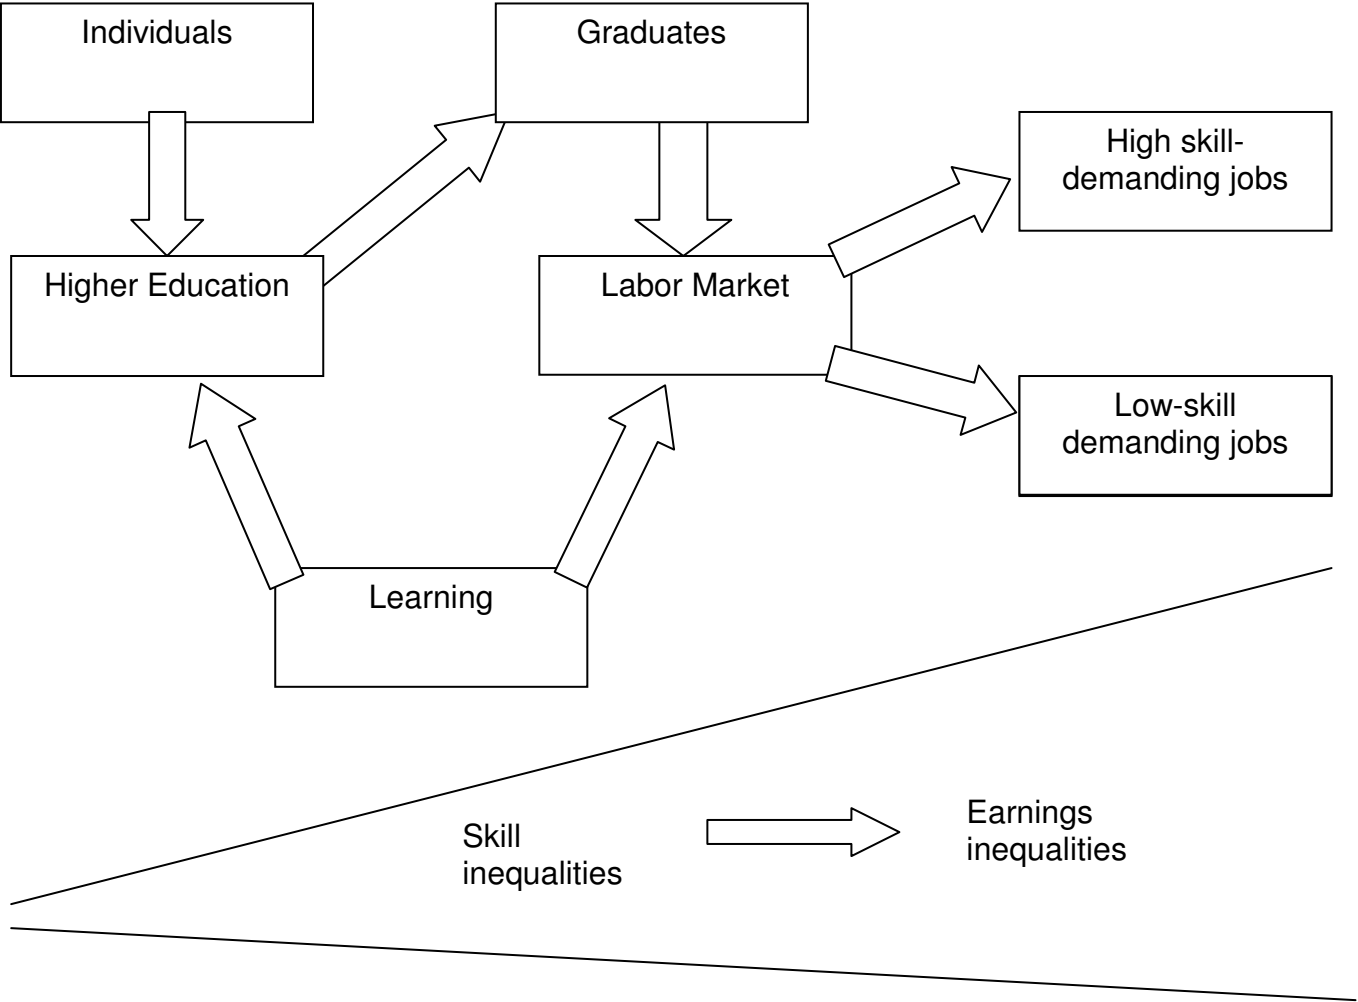 Individuals
Graduates
High skill-
demanding jobs
Higher Education
Labor Market
Low-skill
demanding jobs
Learning
Skill
inequalities
Earnings
inequalities